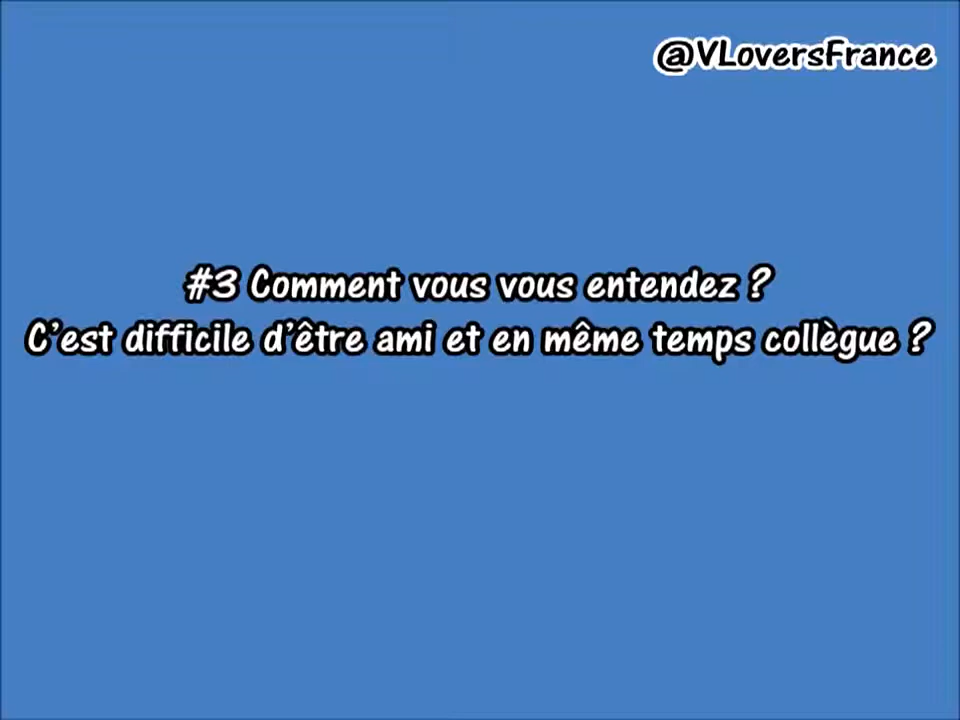 @VLoversFrance
#3 Comment vous vous entendez ?
C'est difficile d'être ami et en même temps collègue ?